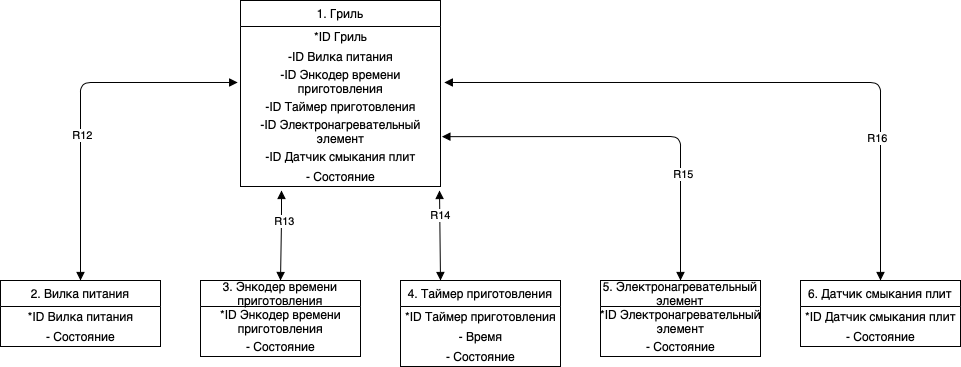 1. Гриль
*ID Гриль
-ID Вилка питания
-ID Энкодер времени
приготовления
-ID Таймер приготовления
-ID Электронагревательный
элемент
-ID Датчик смыкания плит
- Состояние
R12
R13
R14
R15
R16
2. Вилка питания
*ID Вилка питания
- Состояние
3. Энкодер времени
приготовления
*ID Энкодер времени
приготовления
- Состояние
4. Таймер приготовления
*ID Таймер приготовления
- Время
- Состояние
5. Электронагревательный
элемент
*ID Электронагревательный
элемент
- Состояние
6. Датчик смыкания плит
*ID Датчик смыкания плит
- Состояние